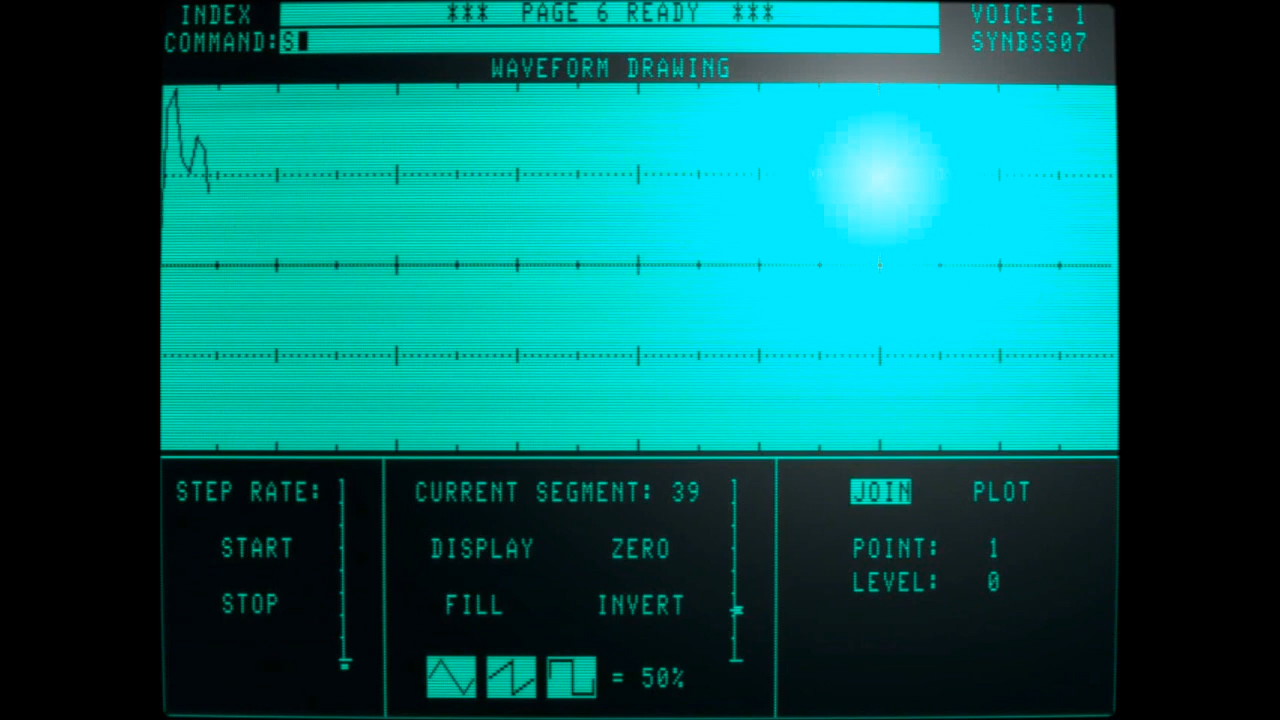 INDEX *** PAGE 6 READY *** VOICE: 1
COMMAND:S SYNBSS07
WAVEFORM DRAWING
STEP RATE: CURRENT SEGMENT: 39 JOIN PLOT
START DISPLAY ZERO POINT: 1
LEVEL: 0
STOP FILL INVERT
= 50%